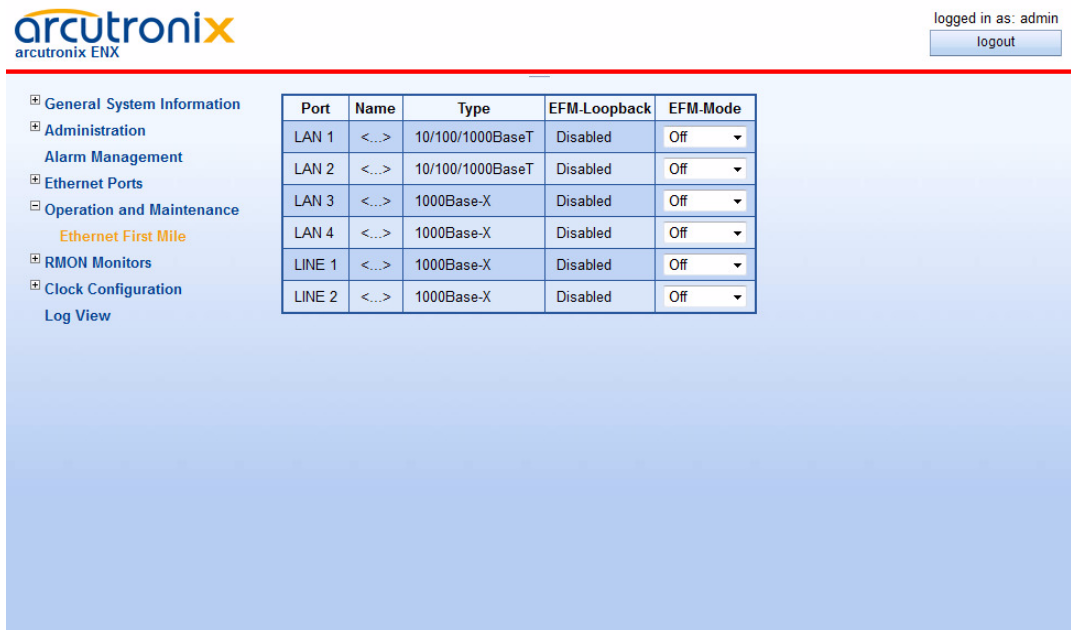 arcutronix
arcutronix ENX
logged in as: admin
logout
General System Information
Administration
Alarm Management
Ethernet Ports
Operation and Maintenance
Ethernet First Mile
RMON Monitors
Clock Configuration
Log View
Port Name Type EFM-Loopback EFM-Mode
LAN 1 <...> 10/100/1000BaseT Disabled Off
LAN 2 <...> 10/100/1000BaseT Disabled Off
LAN 3 <...> 1000Base-X Disabled Off
LAN 4 <...> 1000Base-X Disabled Off
LINE 1 <...> 1000Base-X Disabled Off
LINE 2 <...> 1000Base-X Disabled Off